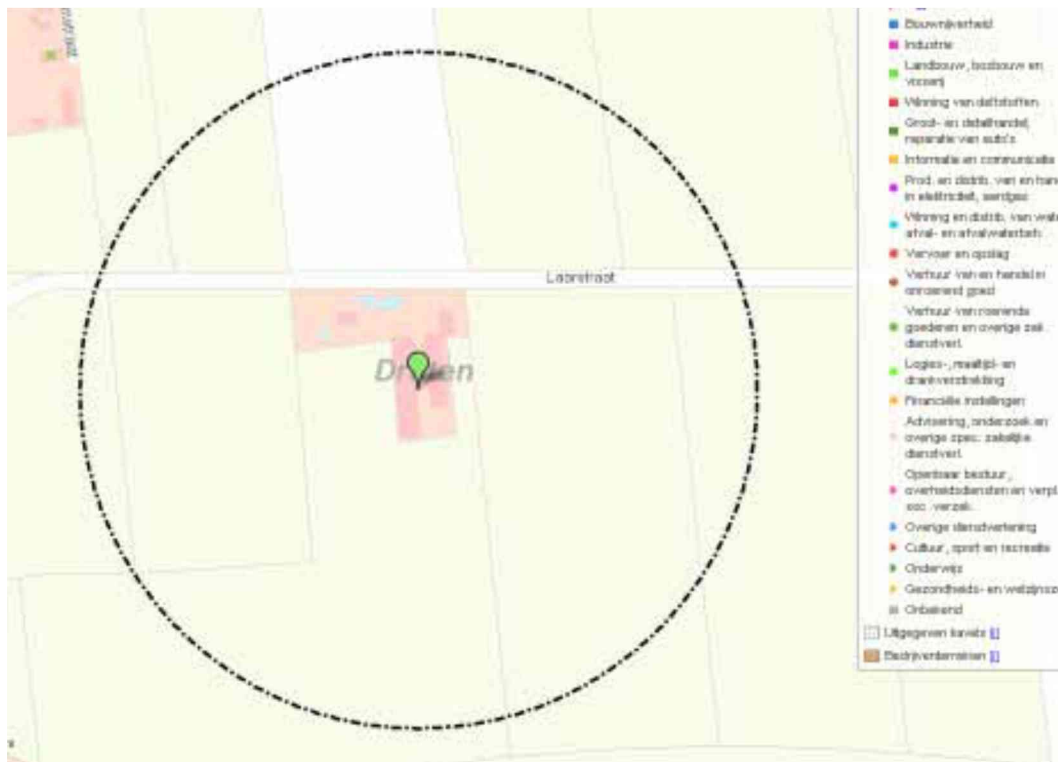 Laarstraat
Bouwnijverheid
Industrie
Landbouw, bosbouw en
visserij
Winning van delfstoffen
Groot- en detailhandel,
reparatie van auto's
Informatie en communicatie
Prod. en distrib. van en han
in elektriciteit, aardgas
Winning en distrib. van wate
afval- en afvalwaterbeh.
Vervoer en opslag
Verhuur van en handel in
onroerend goed
Verhuur van roerende
goederen en overige zak.
dienstverl.
Logies-, maaltijd- en
drankverstrekking
Financiële instellingen
Advisering, onderzoek en
overige spec. zakelijke
dienstverl.
Openbaar bestuur,
overheidsdiensten en verpl
soc. verzek.
Overige dienstverlening
Cultuur, sport en recreatie
Onderwijs
Gezondheids- en welzijnszo
Onbekend
Uitgegeven kavels
Bedrijventerreinen